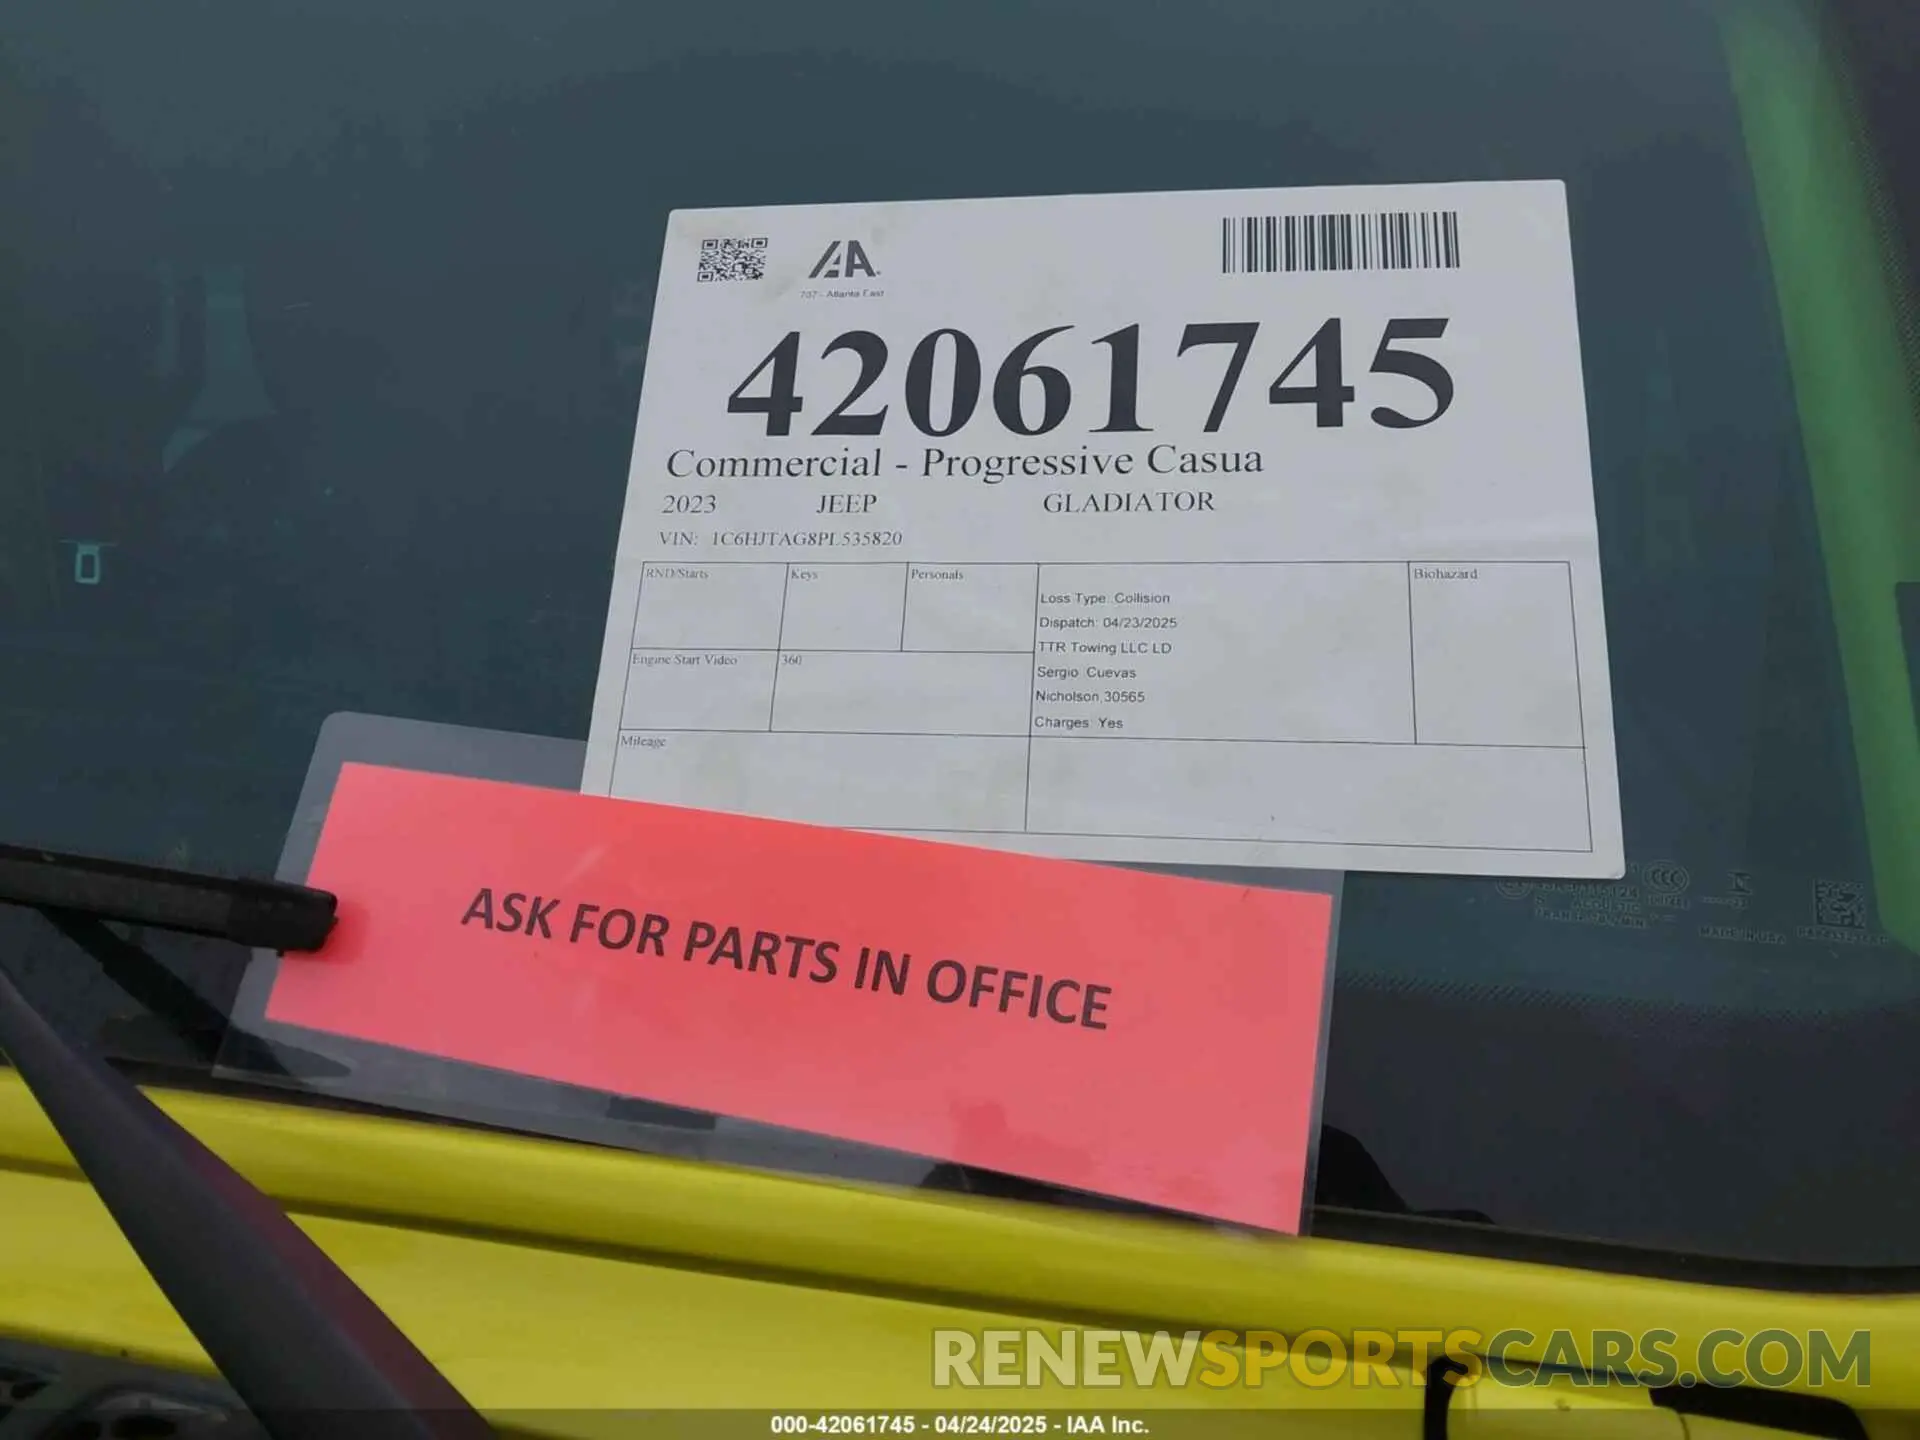 IAA.
707 - Atlanta East
42061745
Commercial - Progressive Casua
2023 JEEP GLADIATOR
VIN: 1C6HJTAG8PL535820
RND/Starts Keys Personals Biohazard
Loss Type: Collision
Dispatch: 04/23/2025
TTR Towing LLC LD
Sergio Cuevas
Nicholson,30565
Charges: Yes
Engine Start Video 360
Mileage
ASK FOR PARTS IN OFFICE
ACOUSTIC
MADE IN USA
RENEWSPORTSCARS.COM
000-42061745 - 04/24/2025 - IAA Inc.